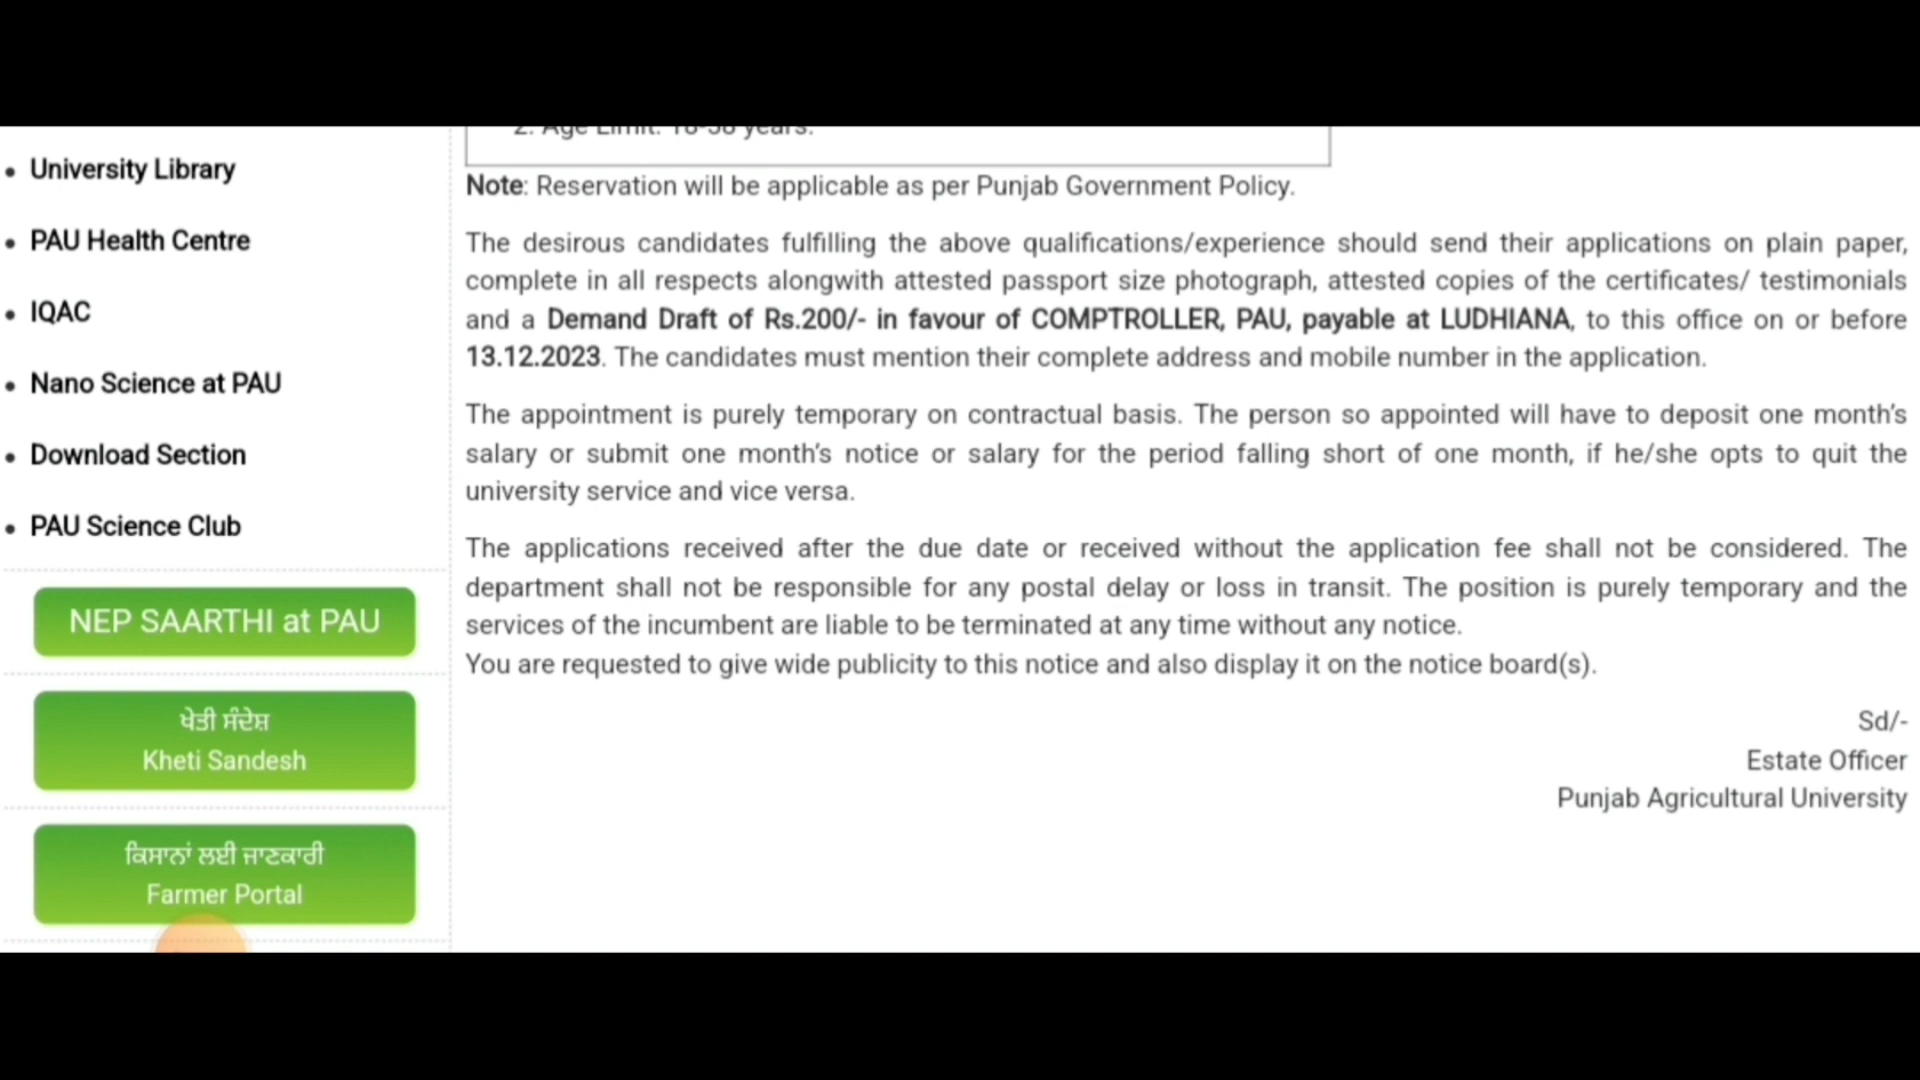 2. Age Limit: 18-38 years.
University Library
PAU Health Centre
IQAC
Nano Science at PAU
Download Section
PAU Science Club
NEP SAARTHI at PAU
ਖੇਤੀ ਸੰਦੇਸ਼
Kheti Sandesh
ਕਿਸਾਨਾਂ ਲਈ ਜਾਣਕਾਰੀ
Farmer Portal
Note: Reservation will be applicable as per Punjab Government Policy.
The desirous candidates fulfilling the above qualifications/experience should send their applications on plain paper,
complete in all respects alongwith attested passport size photograph, attested copies of the certificates/ testimonials
and a Demand Draft of Rs.200/- in favour of COMPTROLLER, PAU, payable at LUDHIANA, to this office on or before
13.12.2023. The candidates must mention their complete address and mobile number in the application.
The appointment is purely temporary on contractual basis. The person so appointed will have to deposit one month's
salary or submit one month's notice or salary for the period falling short of one month, if he/she opts to quit the
university service and vice versa.
The applications received after the due date or received without the application fee shall not be considered. The
department shall not be responsible for any postal delay or loss in transit. The position is purely temporary and the
services of the incumbent are liable to be terminated at any time without any notice.
You are requested to give wide publicity to this notice and also display it on the notice board(s).
Sd/-
Estate Officer
Punjab Agricultural University